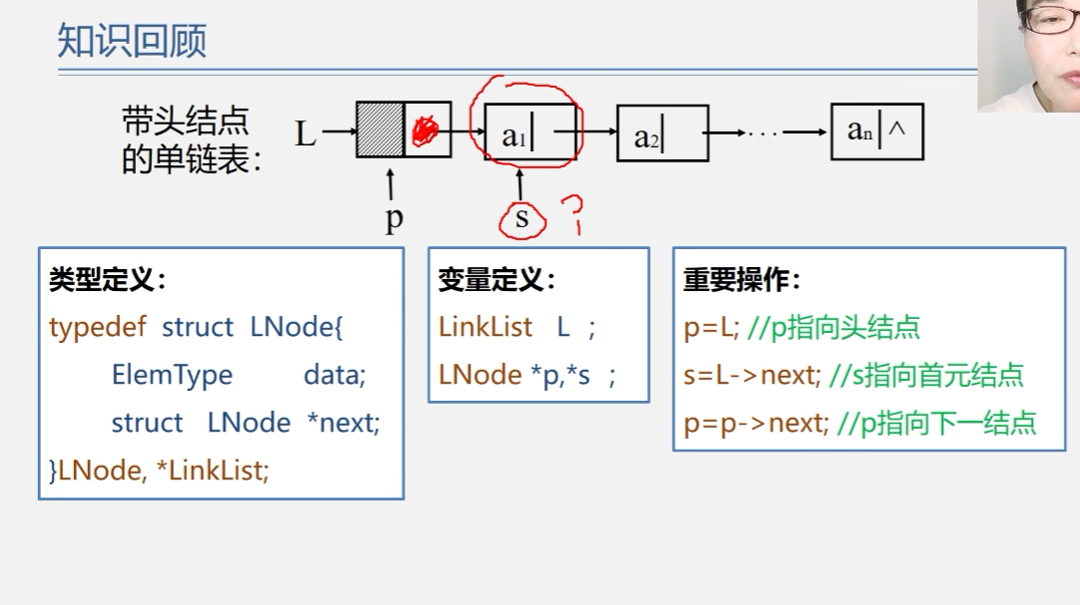 知识回顾
带头结点
的单链表：
L a1 a2 ··· an ∧
p s ?
类型定义：
typedef struct LNode{
ElemType data;
struct LNode *next;
}LNode, *LinkList;
变量定义：
LinkList L ;
LNode *p,*s ;
重要操作：
p=L; //p指向头结点
s=L->next; //s指向首元结点
p=p->next; //p指向下一结点